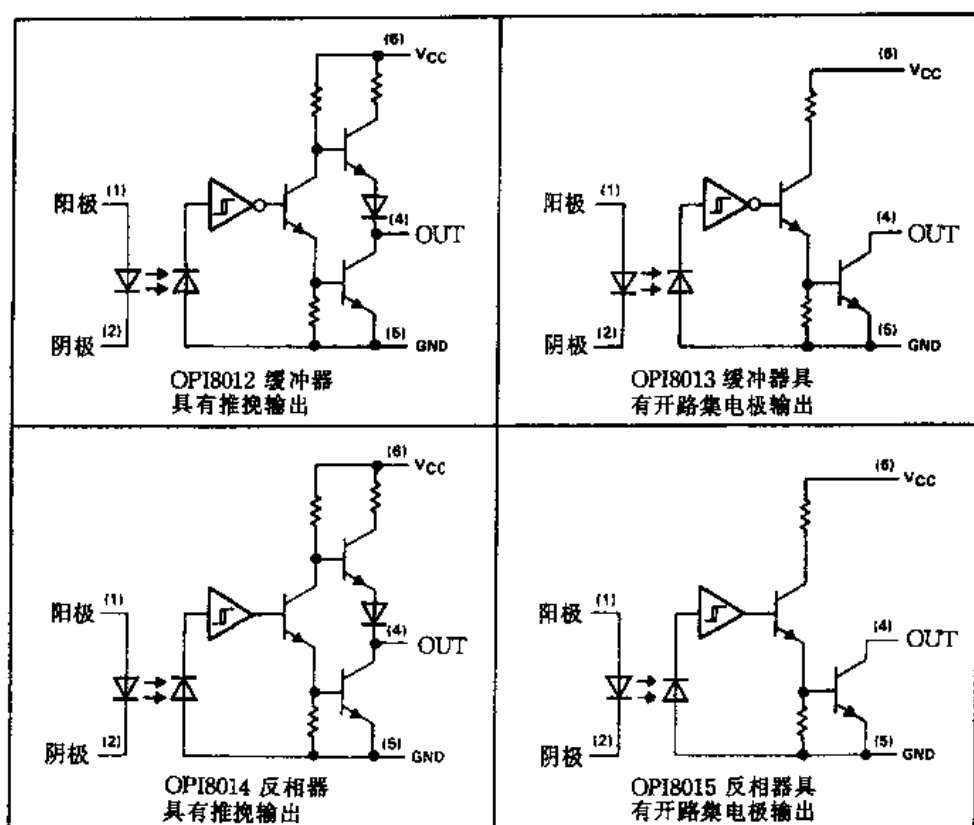 (6)
VCC
阳极 (1)
(4)
OUT
阴极 (2)
(5)
GND
OPI8012 缓冲器
具有推挽输出
(6)
VCC
阳极 (1)
(4)
OUT
阴极 (2)
(5)
GND
OPI8013 缓冲器具
有开路集电极输出
(6)
VCC
阳极 (1)
(4)
OUT
阴极 (2)
(5)
GND
OPI8014 反相器
具有推挽输出
(6)
VCC
阳极 (1)
(4)
OUT
阴极 (2)
(5)
GND
OPI8015 反相器具
有开路集电极输出